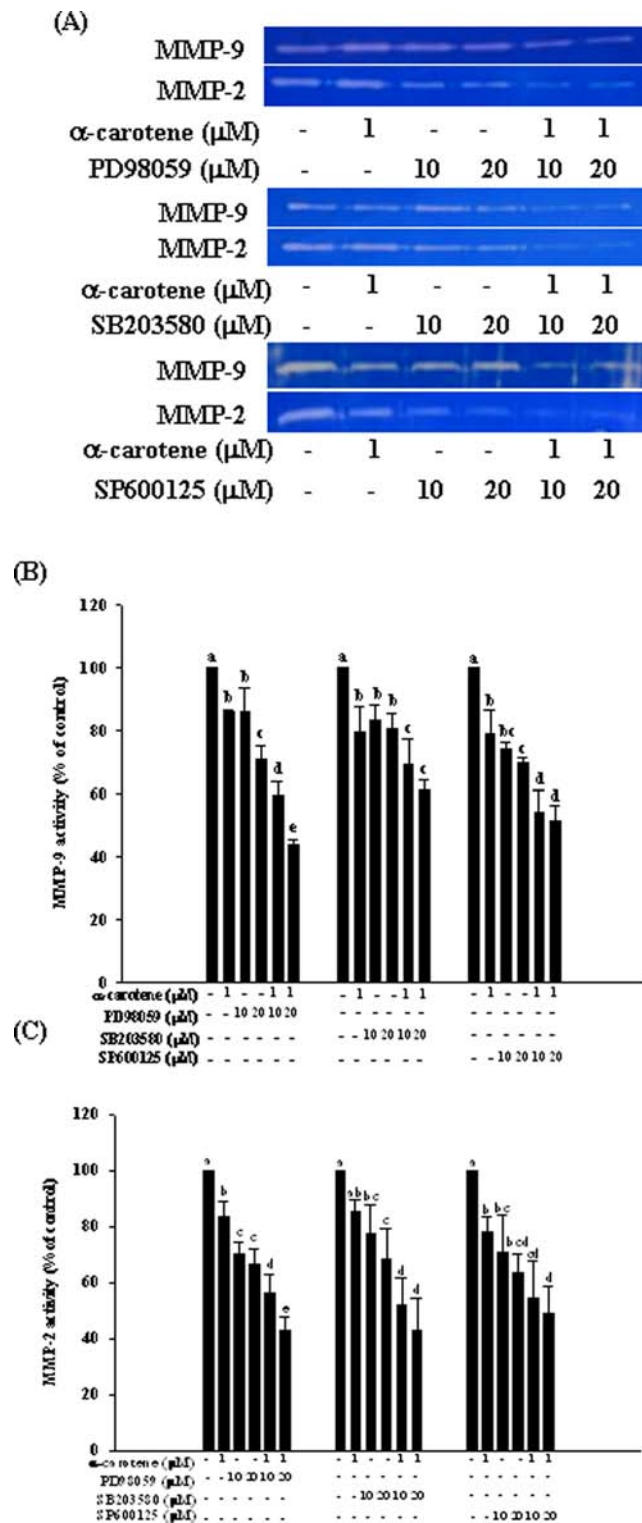 (A)
MMP-9
MMP-2
α-carotene (μM) - 1 - - 1 1
PD98059 (μM) - - 10 20 10 20
MMP-9
MMP-2
α-carotene (μM) - 1 - - 1 1
SB203580 (μM) - - 10 20 10 20
MMP-9
MMP-2
α-carotene (μM) - 1 - - 1 1
SP600125 (μM) - - 10 20 10 20
(B)
MMP-9 activity (% of control)
120
100
80
60
40
20
0
a b b c d e
a b b b c c
a b bc c d d
α-carotene (μM) - 1 - - 1 1 - 1 - - 1 1 - 1 - - 1 1
PD98059 (μM) - - 10 20 10 20 - - - - - - - - - - - -
SB203580 (μM) - - - - - - - - 10 20 10 20 - - - - - -
SP600125 (μM) - - - - - - - - - - - - - - 10 20 10 20
(C)
MMP-2 activity (% of control)
120
100
80
60
40
20
0
a b c c d e
a ab bc c d d
a b bc bcd cd d
α-carotene (μM) - 1 - - 1 1 - 1 - - 1 1 - 1 - - 1 1
PD98059 (μM) - - 10 20 10 20 - - - - - - - - - - - -
SB203580 (μM) - - - - - - - - 10 20 10 20 - - - - - -
SP600125 (μM) - - - - - - - - - - - - - - 10 20 10 20